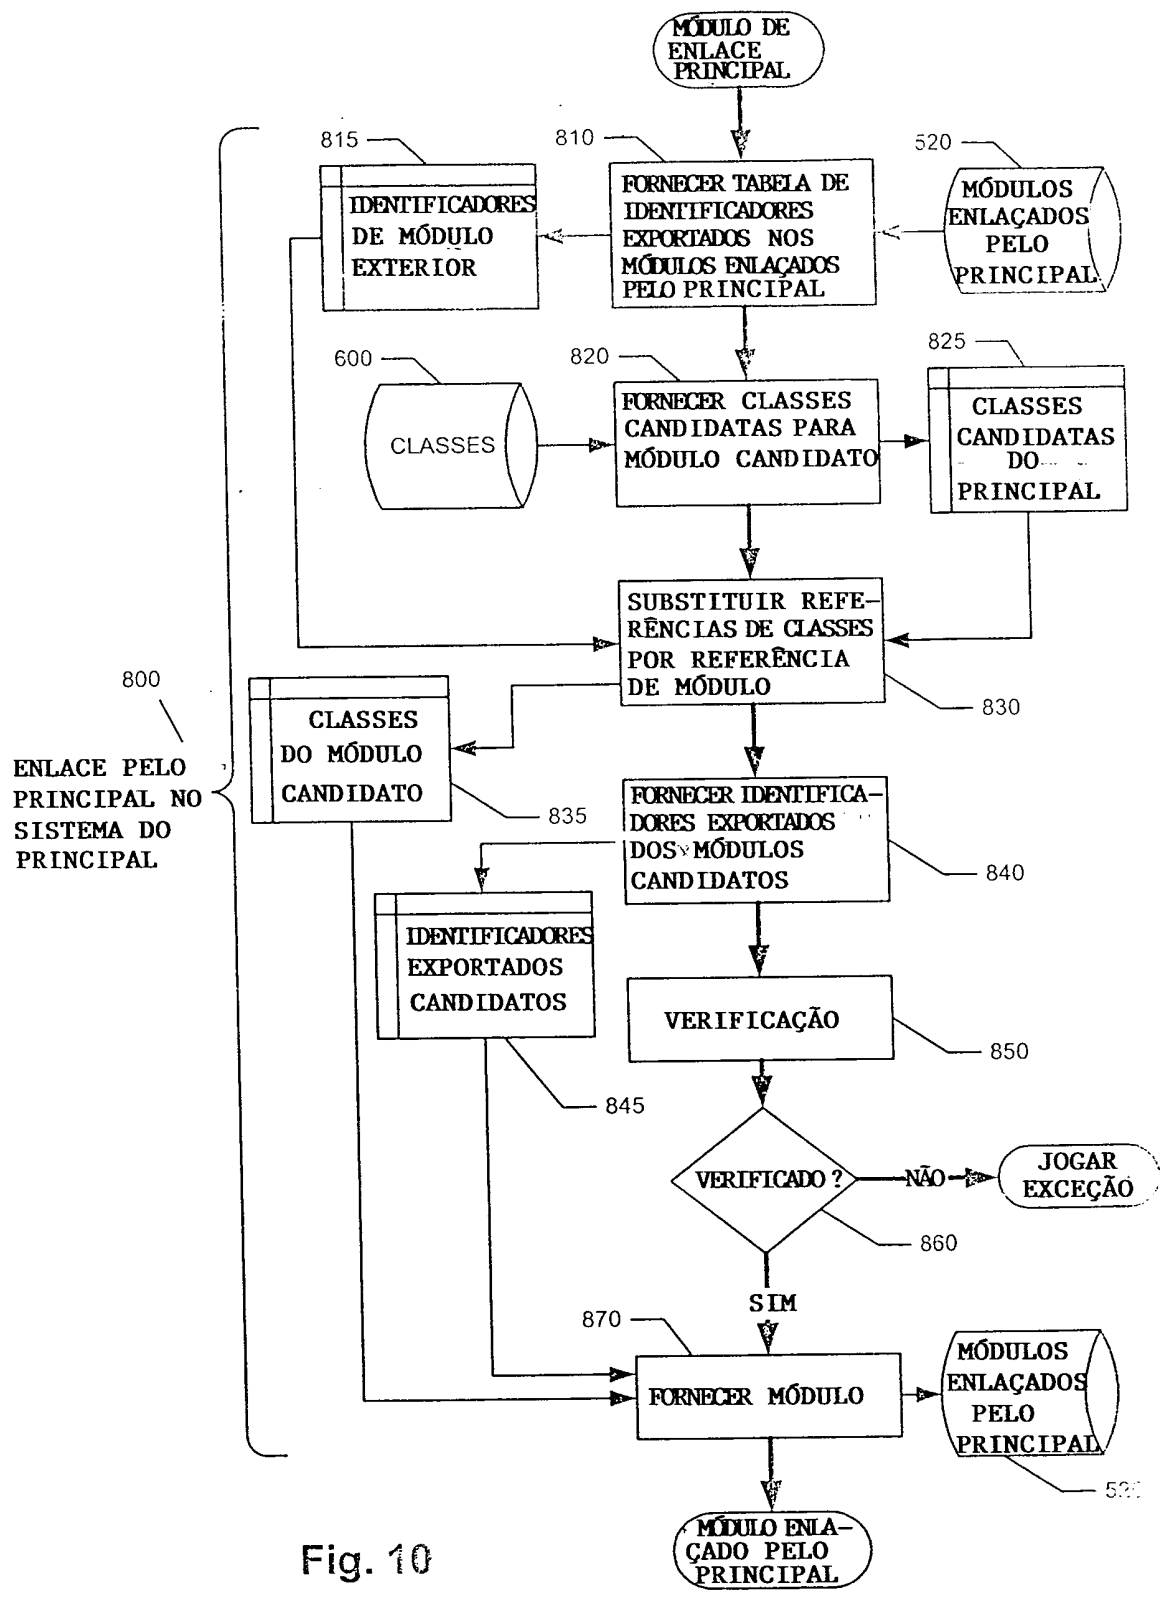 MÓDULO DE
ENLACE
PRINCIPAL
815
810
520
IDENTIFICADORES
DE MÓDULO
EXTERIOR
FORNECER TABELA DE
IDENTIFICADORES
EXPORTADOS NOS
MÓDULOS ENLAÇADOS
PELO PRINCIPAL
MÓDULOS
ENLAÇADOS
PELO
PRINCIPAL
600
820
825
CLASSES
FORNECER CLASSES
CANDIDATAS PARA
MÓDULO CANDIDATO
CLASSES
CANDIDATAS
DO
PRINCIPAL
SUBSTITUIR REFE-
RÊNCIAS DE CLASSES
POR REFERÊNCIA
DE MÓDULO
830
800
ENLACE PELO
PRINCIPAL NO
SISTEMA DO
PRINCIPAL
CLASSES
DO MÓDULO
CANDIDATO
835
FORNECER IDENTIFICA-
DORES EXPORTADOS
DOS MÓDULOS
CANDIDATOS
840
IDENTIFICADORES
EXPORTADOS
CANDIDATOS
845
VERIFICAÇÃO
850
VERIFICADO ?
NÃO
JOGAR
EXCEÇÃO
860
SIM
870
FORNECER MÓDULO
MÓDULOS
ENLAÇADOS
PELO
PRINCIPAL
MÓDULO ENLA-
ÇADO PELO
PRINCIPAL
Fig. 10